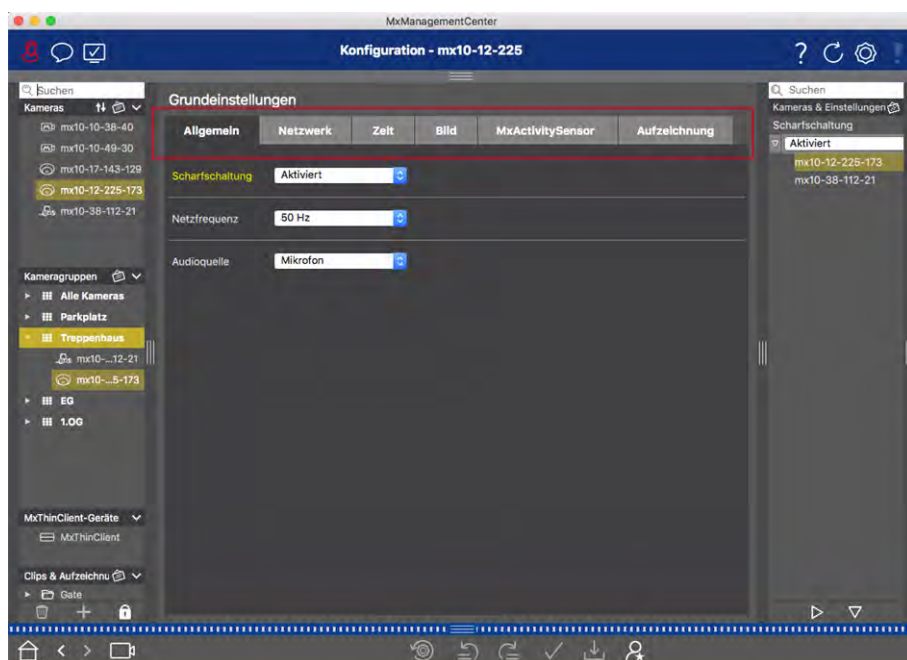 MxManagementCenter
Konfiguration - mx10-12-225
?
Suchen
Kameras
mx10-10-38-40
mx10-10-49-30
mx10-17-143-129
mx10-12-225-173
mx10-38-112-21
Kameragruppen
Alle Kameras
Parkplatz
Treppenhaus
mx10-...12-21
mx10-...5-173
EG
1.OG
MxThinClient-Geräte
MxThinClient
Clips & Aufzeichnu
Gate
Grundeinstellungen
Allgemein Netzwerk Zeit Bild MxActivitySensor Aufzeichnung
Scharfschaltung Aktiviert
Netzfrequenz 50 Hz
Audioquelle Mikrofon
Suchen
Kameras & Einstellungen
Scharfschaltung
Aktiviert
mx10-12-225-173
mx10-38-112-21